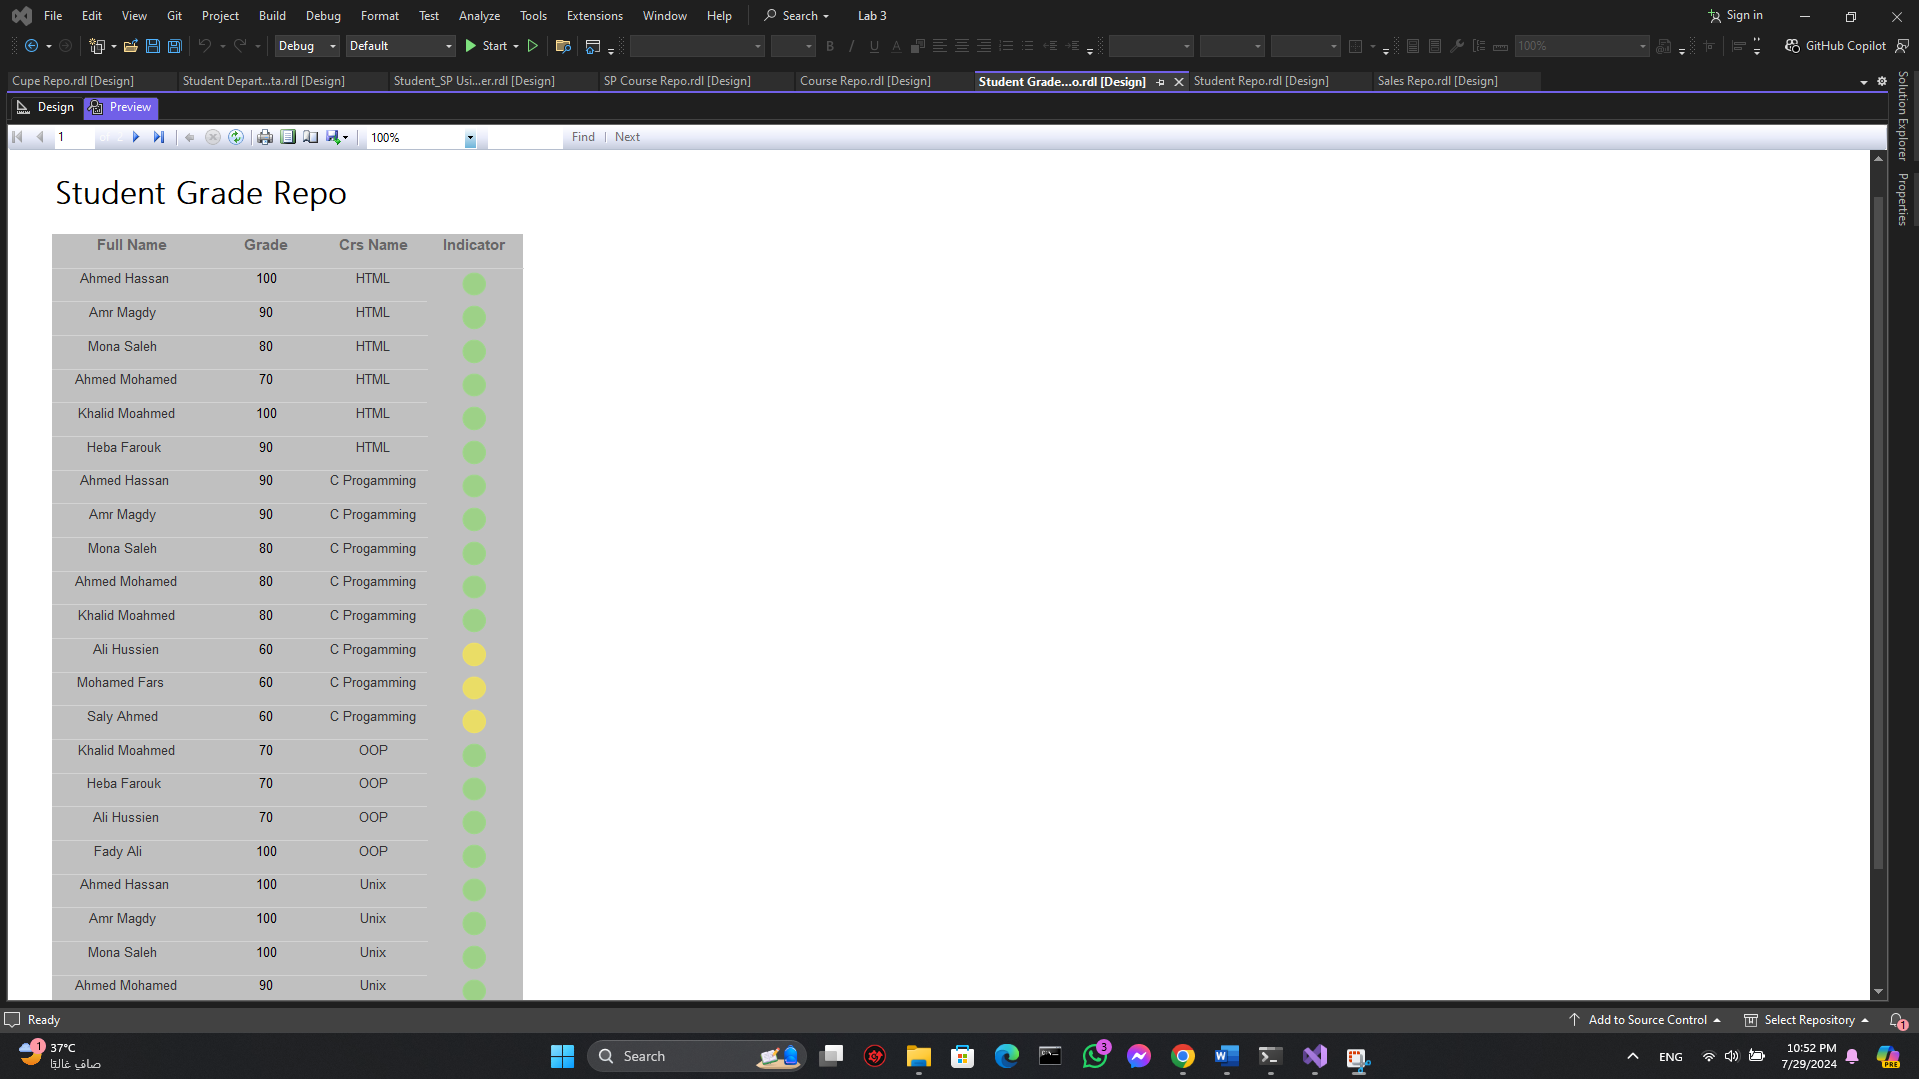 File Edit View Git Project Build Debug Format Test Analyze Tools Extensions Window Help Search Lab 3 Sign in
Debug Default Start 100% GitHub Copilot
Cupe Repo.rdl [Design] Student Depart...ta.rdl [Design] Student_SP Usi...er.rdl [Design] SP Course Repo.rdl [Design] Course Repo.rdl [Design] Student Grade...o.rdl [Design] Student Repo.rdl [Design] Sales Repo.rdl [Design]
Design Preview
1 of 2 100% Find | Next
Solution Explorer
Properties
Student Grade Repo
Full Name Grade Crs Name Indicator
Ahmed Hassan 100 HTML
Amr Magdy 90 HTML
Mona Saleh 80 HTML
Ahmed Mohamed 70 HTML
Khalid Moahmed 100 HTML
Heba Farouk 90 HTML
Ahmed Hassan 90 C Progamming
Amr Magdy 90 C Progamming
Mona Saleh 80 C Progamming
Ahmed Mohamed 80 C Progamming
Khalid Moahmed 80 C Progamming
Ali Hussien 60 C Progamming
Mohamed Fars 60 C Progamming
Saly Ahmed 60 C Progamming
Khalid Moahmed 70 OOP
Heba Farouk 70 OOP
Ali Hussien 70 OOP
Fady Ali 100 OOP
Ahmed Hassan 100 Unix
Amr Magdy 100 Unix
Mona Saleh 100 Unix
Ahmed Mohamed 90 Unix
Ready Add to Source Control Select Repository 1
1 37°C Search 3 ENG 10:52 PM PRE
صافٍ غالبًا 7/29/2024